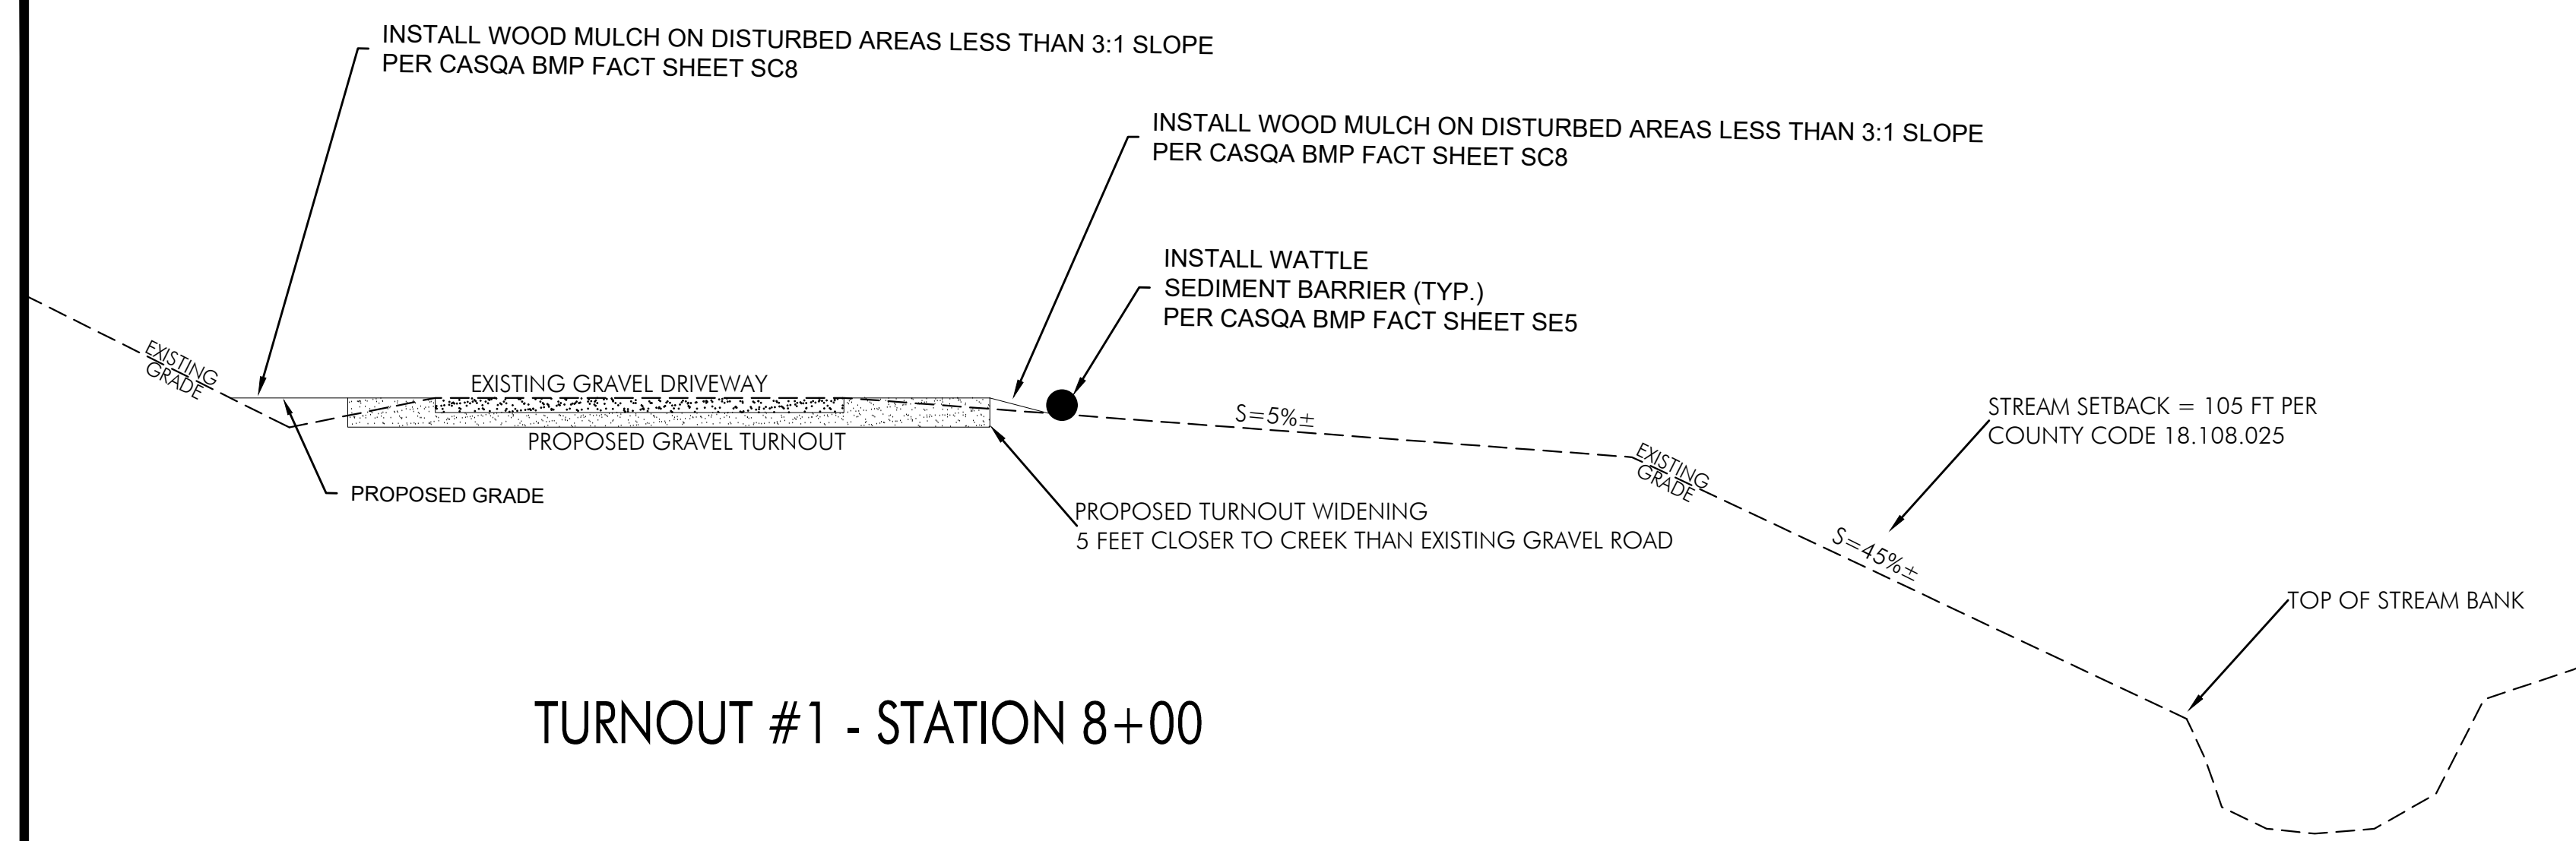 INSTALL WOOD MULCH ON DISTURBED AREAS LESS THAN 3:1 SLOPE
PER CASQA BMP FACT SHEET SC8
INSTALL WOOD MULCH ON DISTURBED AREAS LESS THAN 3:1 SLOPE
PER CASQA BMP FACT SHEET SC8
INSTALL WATTLE
SEDIMENT BARRIER (TYP.)
PER CASQA BMP FACT SHEET SE5
EXISTING
GRADE
EXISTING GRAVEL DRIVEWAY
PROPOSED GRAVEL TURNOUT
PROPOSED GRADE
S=5%±
PROPOSED TURNOUT WIDENING
5 FEET CLOSER TO CREEK THAN EXISTING GRAVEL ROAD
EXISTING
GRADE
STREAM SETBACK = 105 FT PER
COUNTY CODE 18.108.025
S=45%±
TOP OF STREAM BANK
TURNOUT #1 - STATION 8+00